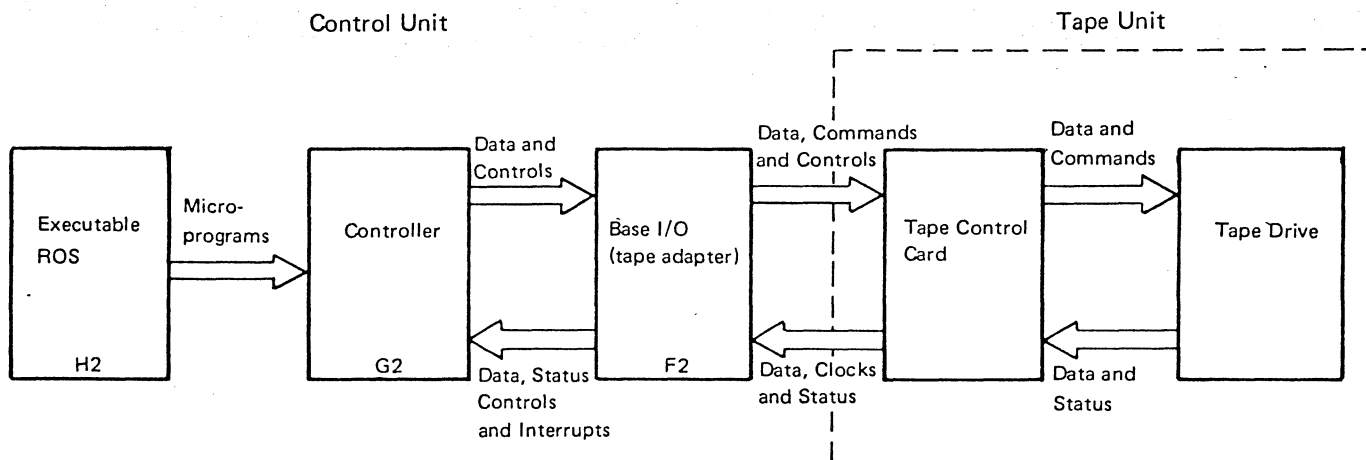 Control Unit
Tape Unit
Executable
ROS
H2
Micro-
programs
Controller
G2
Data and
Controls
Data, Status
Controls
and Interrupts
Base I/O
(tape adapter)
F2
Data, Commands
and Controls
Data, Clocks
and Status
Tape Control
Card
Data and
Commands
Data and
Status
Tape Drive